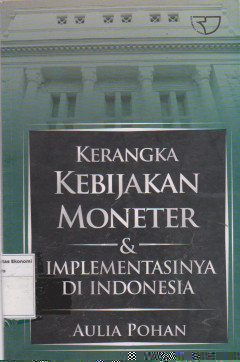 KERANGKA
KEBIJAKAN
MONETER
&
IMPLEMENTASINYA
DI INDONESIA
AULIA POHAN